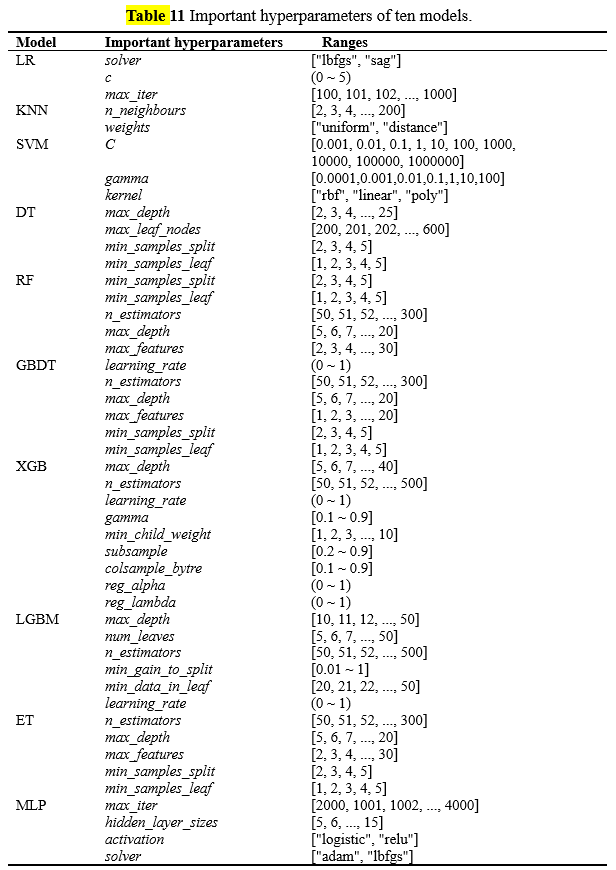 Table 11 Important hyperparameters of ten models.
Model Important hyperparameters Ranges
LR solver ["lbfgs", "sag"]
c (0 ~ 5)
max_iter [100, 101, 102, ..., 1000]
KNN n_neighbours [2, 3, 4, ..., 200]
weights ["uniform", "distance"]
SVM C [0.001, 0.01, 0.1, 1, 10, 100, 1000,
10000, 100000, 1000000]
gamma [0.0001,0.001,0.01,0.1,1,10,100]
kernel ["rbf", "linear", "poly"]
DT max_depth [2, 3, 4, ..., 25]
max_leaf_nodes [200, 201, 202, ..., 600]
min_samples_split [2, 3, 4, 5]
min_samples_leaf [1, 2, 3, 4, 5]
RF min_samples_split [2, 3, 4, 5]
min_samples_leaf [1, 2, 3, 4, 5]
n_estimators [50, 51, 52, ..., 300]
max_depth [5, 6, 7, ..., 20]
max_features [2, 3, 4, ..., 30]
GBDT learning_rate (0 ~ 1)
n_estimators [50, 51, 52, ..., 300]
max_depth [5, 6, 7, ..., 20]
max_features [1, 2, 3, ..., 20]
min_samples_split [2, 3, 4, 5]
min_samples_leaf [1, 2, 3, 4, 5]
XGB max_depth [5, 6, 7, ..., 40]
n_estimators [50, 51, 52, ..., 500]
learning_rate (0 ~ 1)
gamma [0.1 ~ 0.9]
min_child_weight [1, 2, 3, ..., 10]
subsample [0.2 ~ 0.9]
colsample_bytre [0.1 ~ 0.9]
reg_alpha (0 ~ 1)
reg_lambda (0 ~ 1)
LGBM max_depth [10, 11, 12, ..., 50]
num_leaves [5, 6, 7, ..., 50]
n_estimators [50, 51, 52, ..., 500]
min_gain_to_split [0.01 ~ 1]
min_data_in_leaf [20, 21, 22, ..., 50]
learning_rate (0 ~ 1)
ET n_estimators [50, 51, 52, ..., 300]
max_depth [5, 6, 7, ..., 20]
max_features [2, 3, 4, ..., 30]
min_samples_split [2, 3, 4, 5]
min_samples_leaf [1, 2, 3, 4, 5]
MLP max_iter [2000, 1001, 1002, ..., 4000]
hidden_layer_sizes [5, 6, ..., 15]
activation ["logistic", "relu"]
solver ["adam", "lbfgs"]